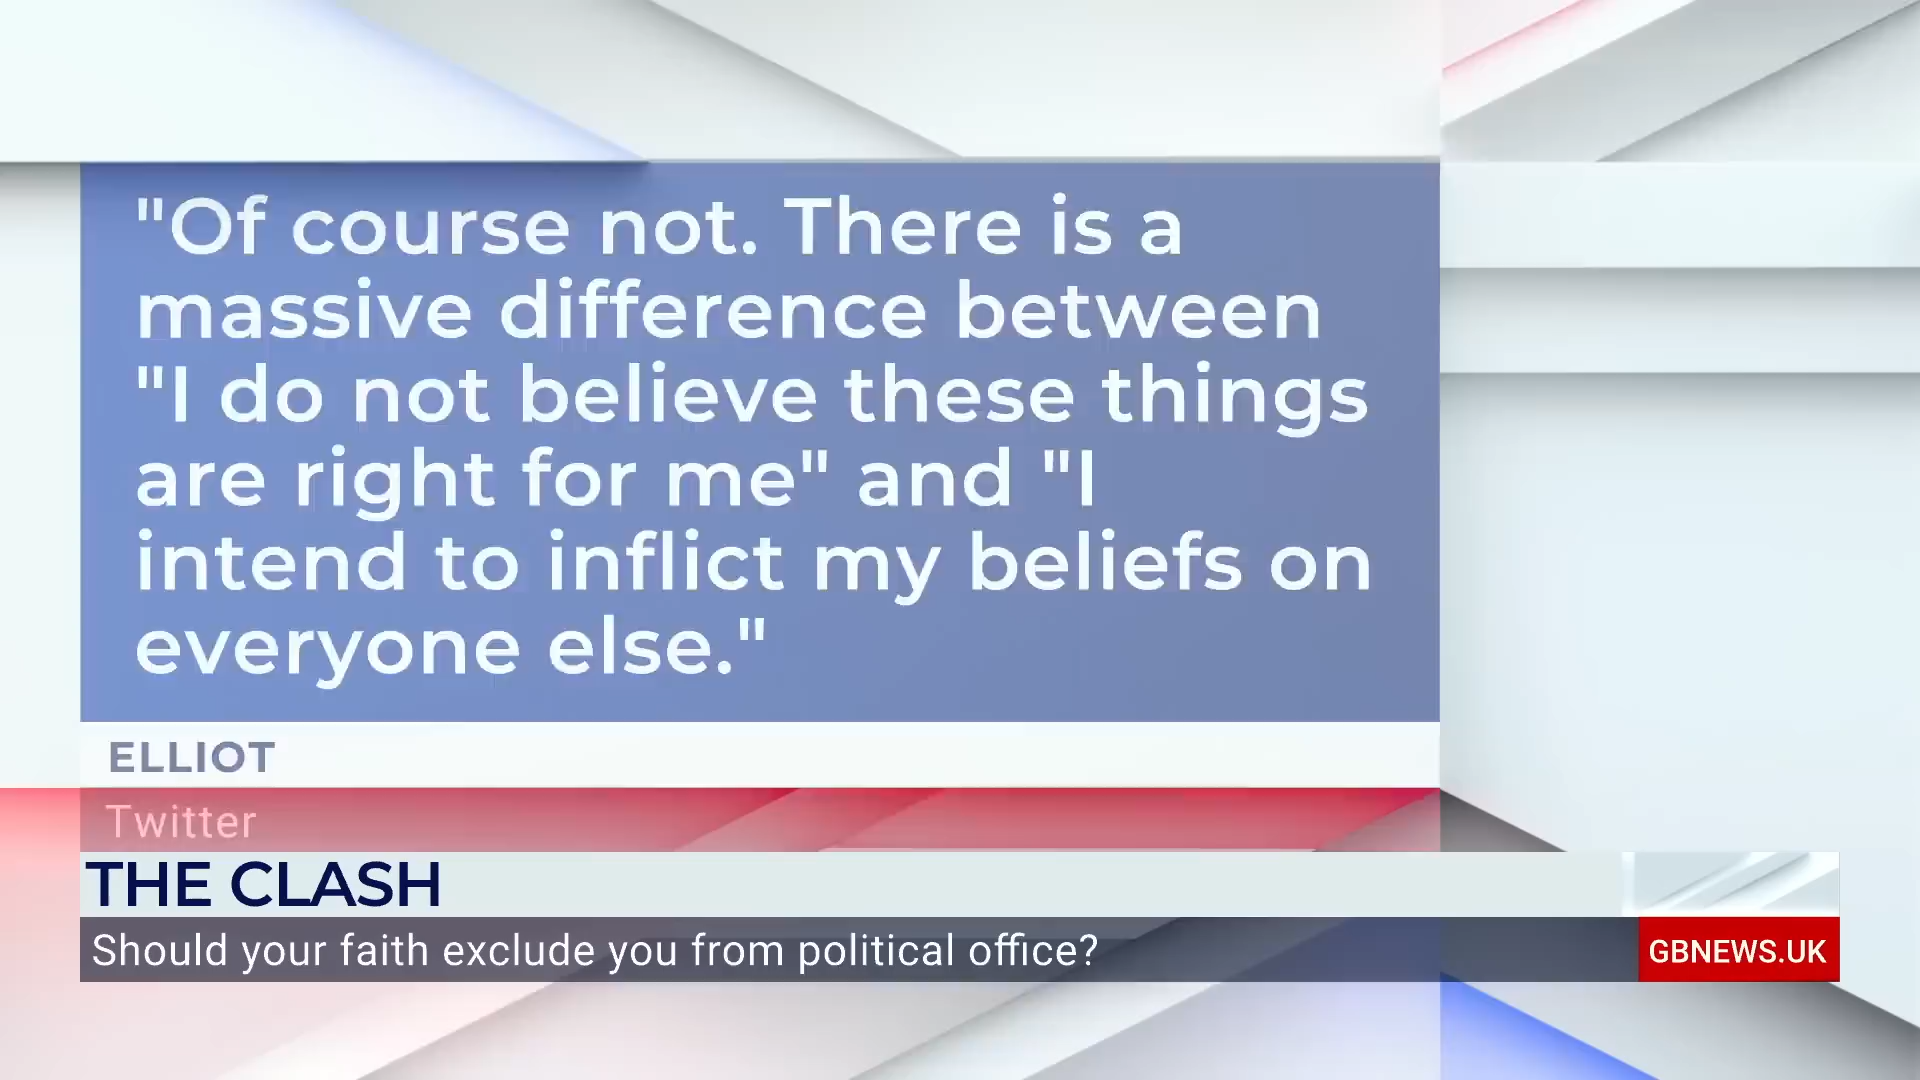 "Of course not. There is a
massive difference between
"I do not believe these things
are right for me" and "I
intend to inflict my beliefs on
everyone else."
ELLIOT
Twitter
THE CLASH
Should your faith exclude you from political office?
GBNEWS.UK